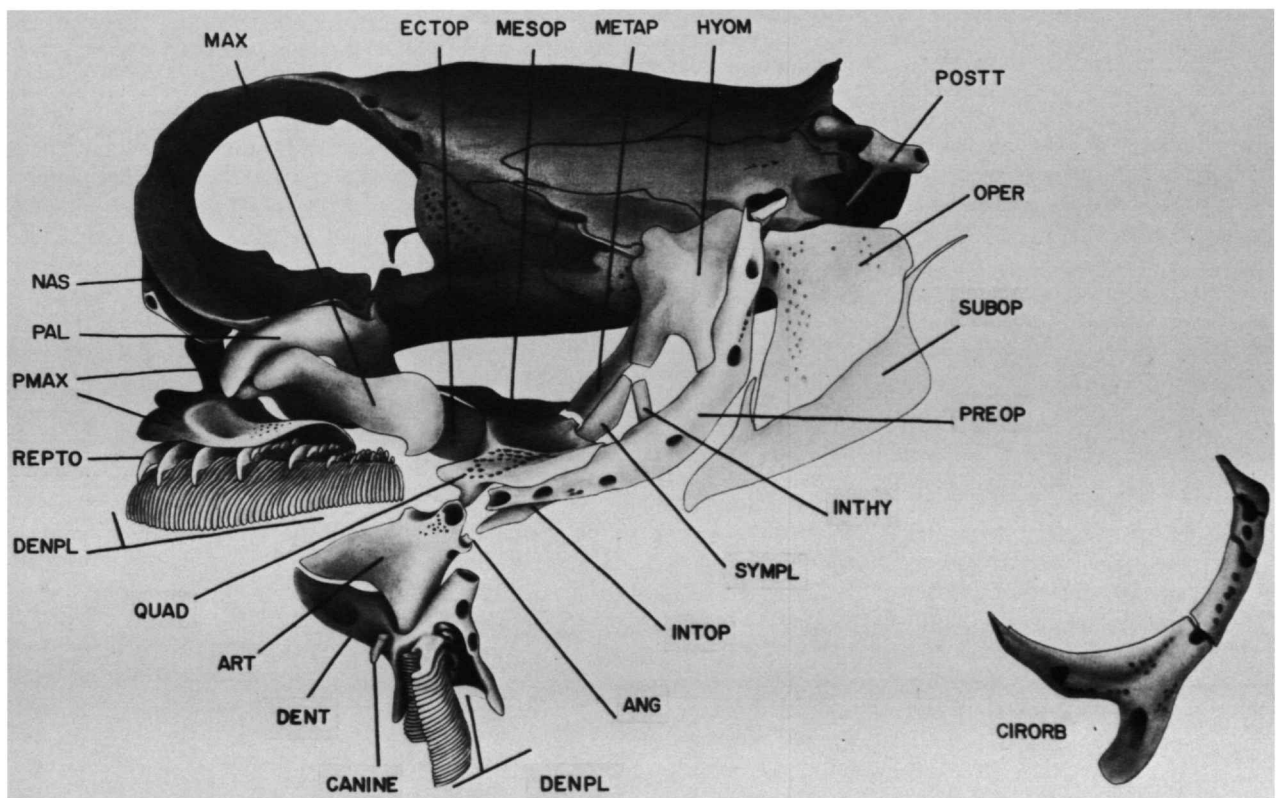 MAX
ECTOP
MESOP
METAP
HYOM
POSTT
OPER
NAS
SUBOP
PAL
PMAX
PREOP
REPTO
INTHY
DENPL
SYMPL
QUAD
INTOP
ART
ANG
DENT
CIRORB
CANINE
DENPL